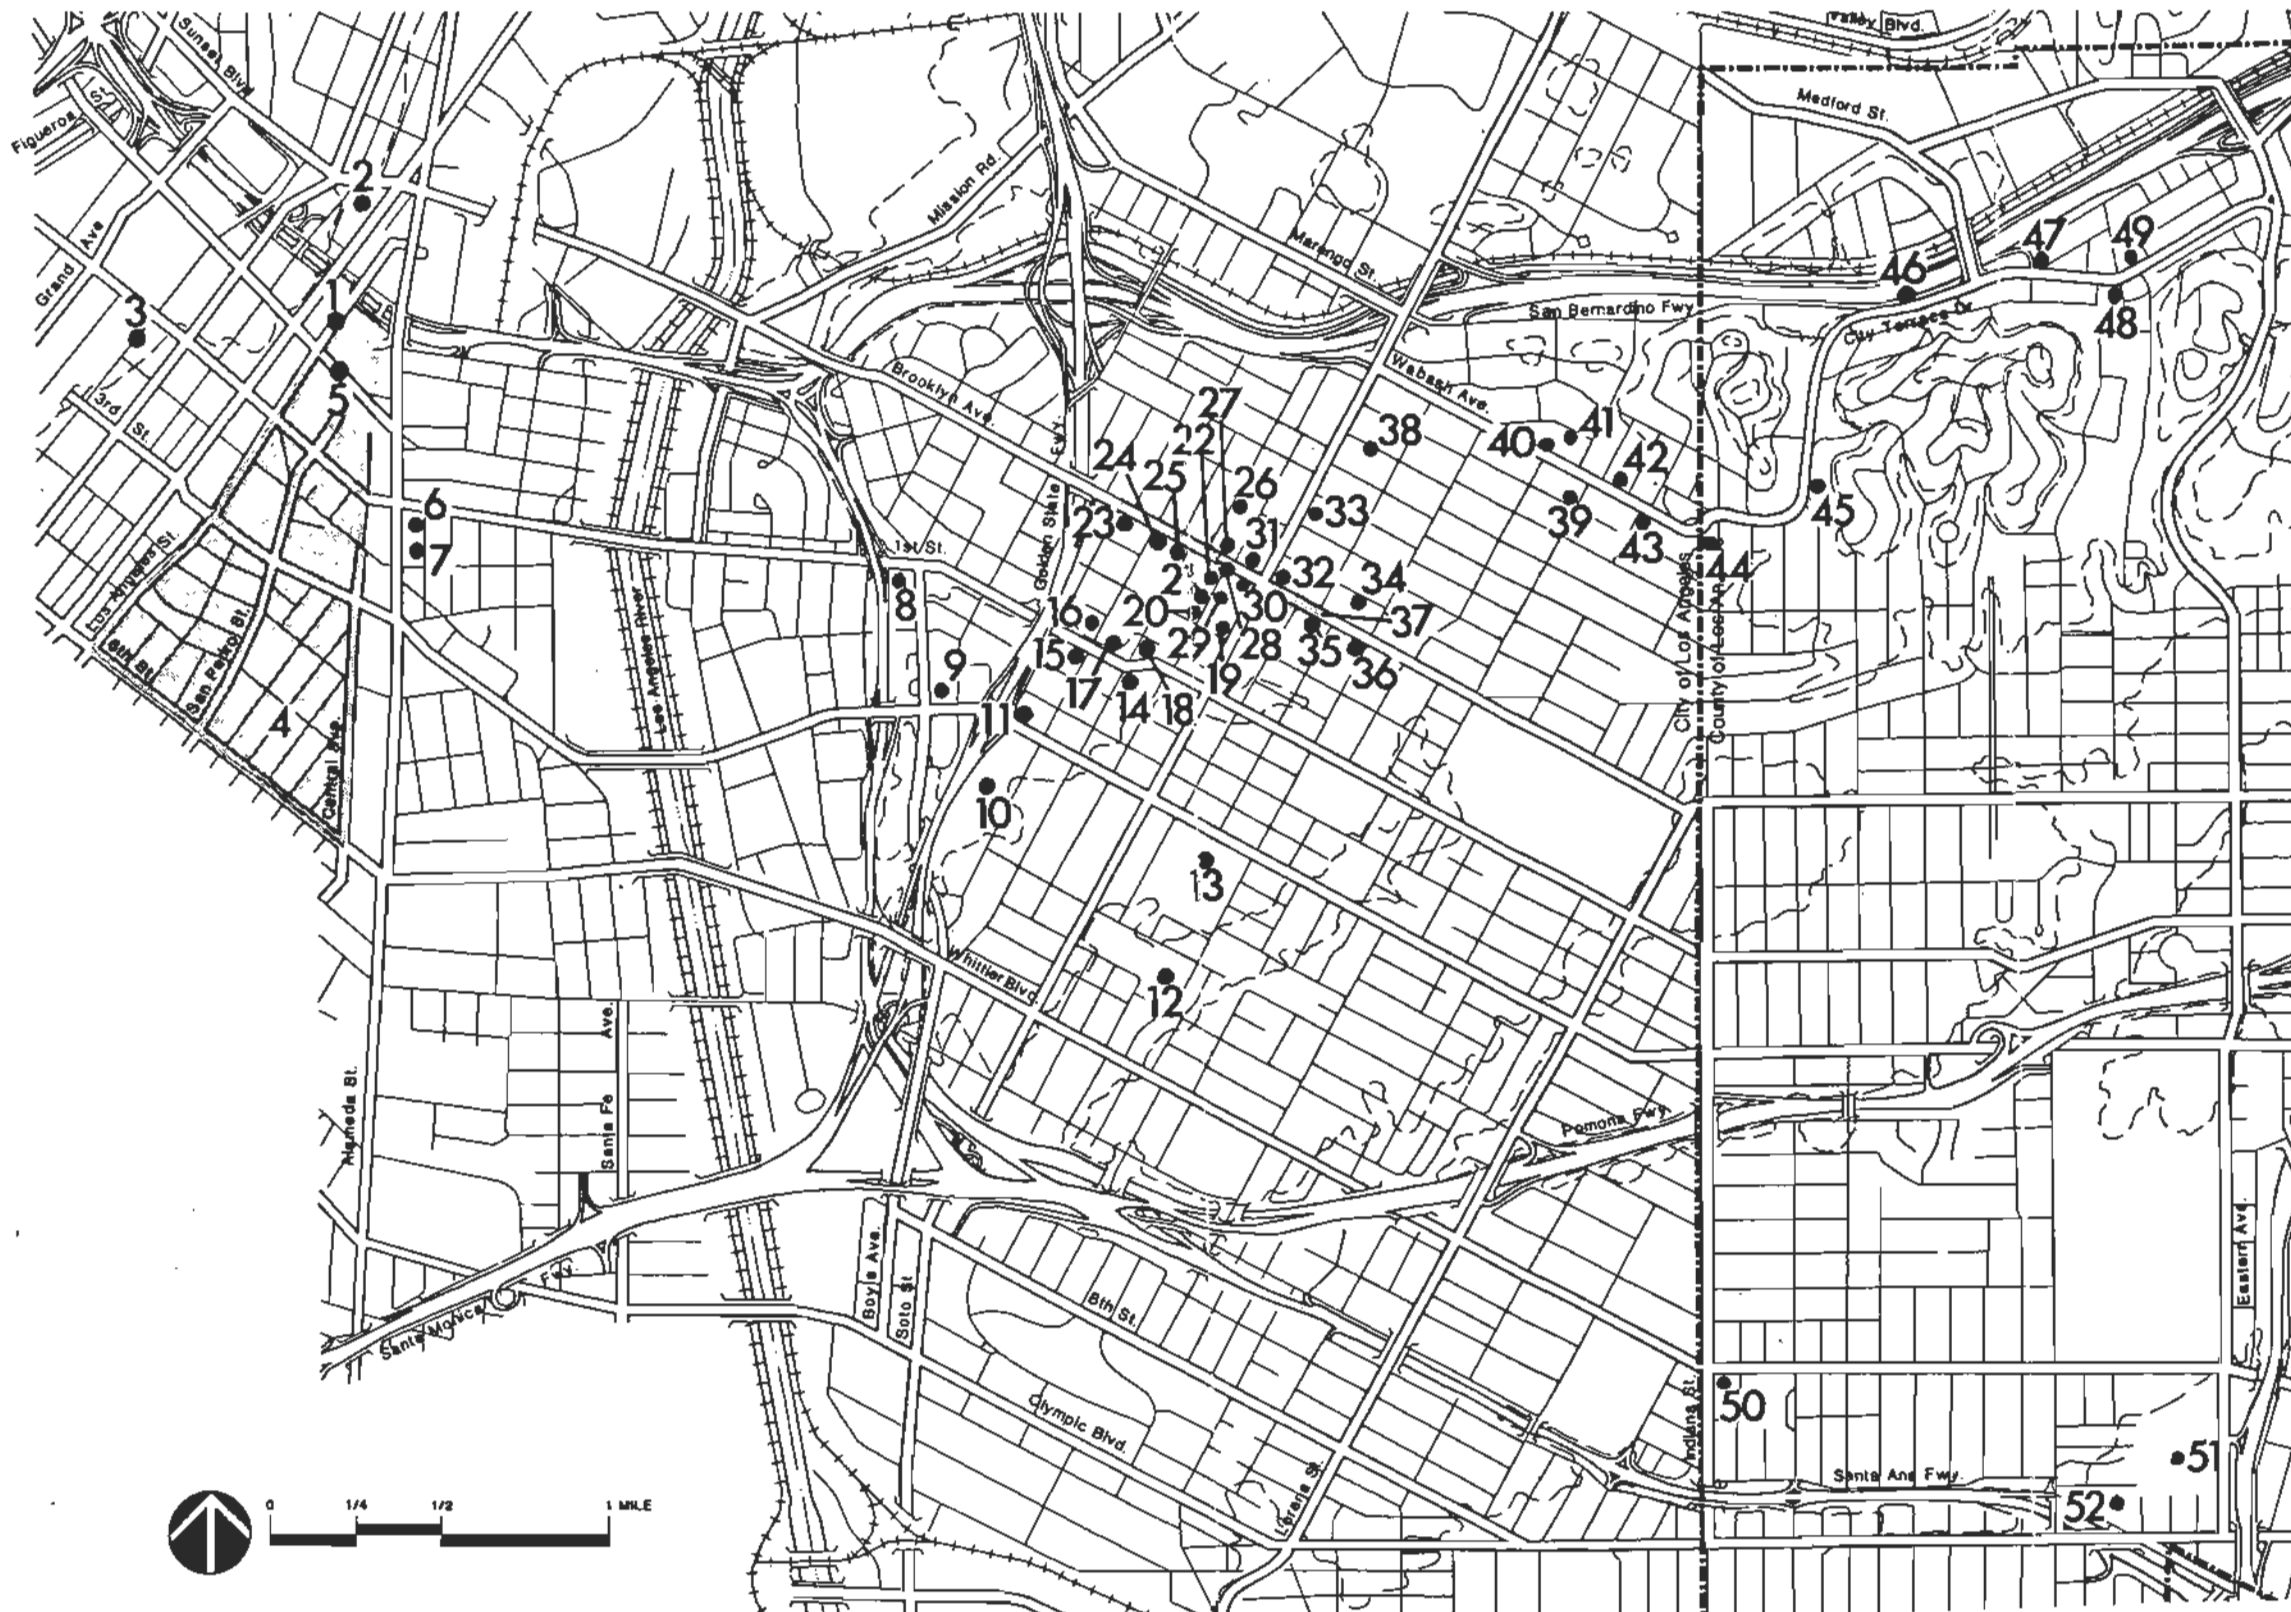 Valley Blvd.
Sunset Blvd.
Medford St.
Figueroa
St.
2
Mission Rd.
Grand Ave
Marengo St.
47
49
46
1
3
San Bernardino Fwy
City Terrace Dr.
48
5
3rd St.
Brooklyn Ave.
Wabash Ave.
27
24
22
38
40
41
25
42
26
6
23
33
39
45
Golden State Fwy.
31
43
7
1st St.
44
Los Angeles St.
2
32
34
8
16
20
30
37
6th St.
San Pedro St.
Los Angeles River
15
29
28
35
36
City of Los Angeles
County of Los An
9
17
19
4
11
14
18
Central Ave.
10
13
Whittier Blvd.
12
Santa Fe Ave.
Alameda St.
Pomona Fwy.
Boyle Ave.
Soto St
Eastern Ave.
Santa Monica Fwy.
8th St.
Olympic Blvd.
Indiana St.
50
51
Lorena St.
Santa Ana Fwy.
52
0 1/4 1/2 1 MILE